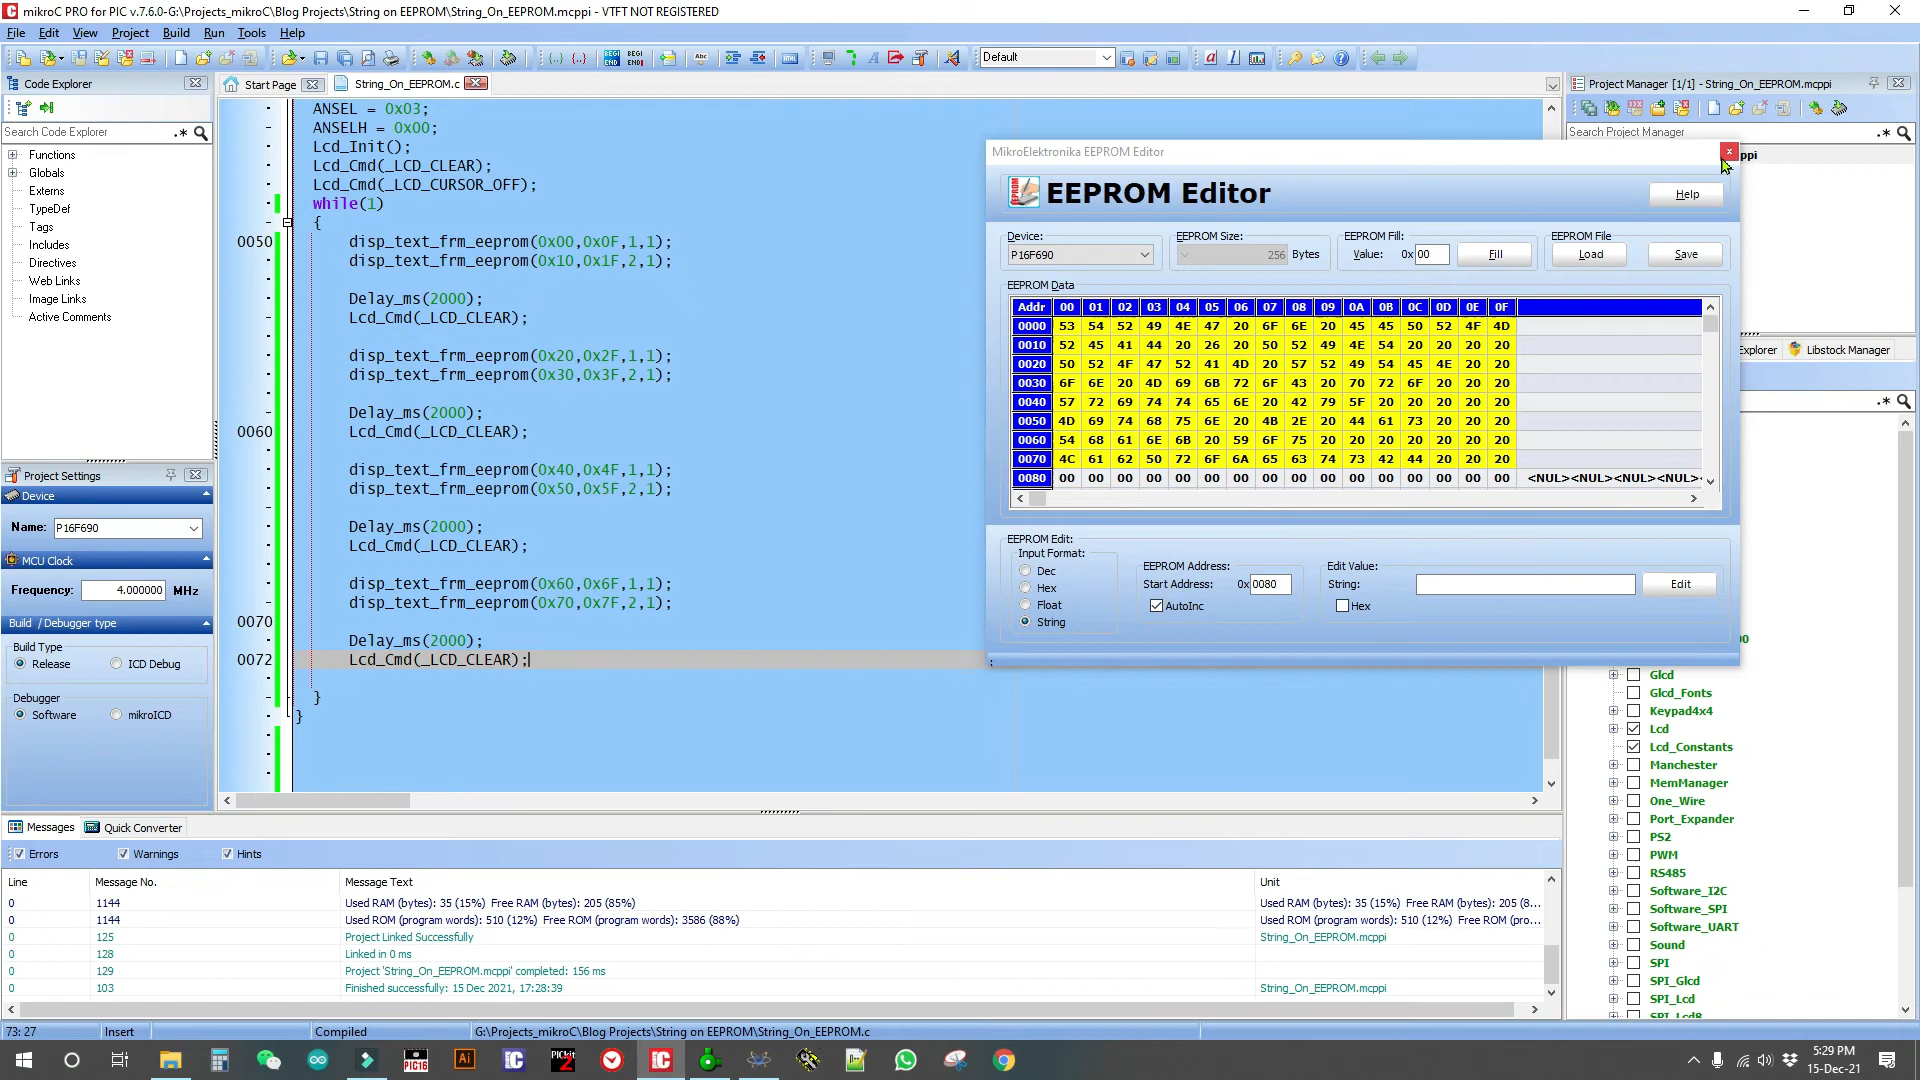 mikroC PRO for PIC v.7.6.0-G:\Projects_mikroC\Blog Projects\String on EEPROM\String_On_EEPROM.mcppi - VTFT NOT REGISTERED
File Edit View Project Build Run Tools Help
Default
Code Explorer
Start Page
String_On_EEPROM.c
Project Manager [1/1] - String_On_EEPROM.mcppi
Search Code Explorer
Search Project Manager
Functions
Globals
Externs
TypeDef
Tags
Includes
Directives
Web Links
Image Links
Active Comments
ANSEL = 0x03;
ANSELH = 0x00;
Lcd_Init();
Lcd_Cmd(_LCD_CLEAR);
Lcd_Cmd(_LCD_CURSOR_OFF);
while(1)
{
0050 disp_text_frm_eeprom(0x00,0x0F,1,1);
disp_text_frm_eeprom(0x10,0x1F,2,1);
Delay_ms(2000);
Lcd_Cmd(_LCD_CLEAR);
disp_text_frm_eeprom(0x20,0x2F,1,1);
disp_text_frm_eeprom(0x30,0x3F,2,1);
Delay_ms(2000);
0060 Lcd_Cmd(_LCD_CLEAR);
disp_text_frm_eeprom(0x40,0x4F,1,1);
disp_text_frm_eeprom(0x50,0x5F,2,1);
Delay_ms(2000);
Lcd_Cmd(_LCD_CLEAR);
disp_text_frm_eeprom(0x60,0x6F,1,1);
disp_text_frm_eeprom(0x70,0x7F,2,1);
0070
Delay_ms(2000);
0072 Lcd_Cmd(_LCD_CLEAR);
}
}
MikroElektronika EEPROM Editor
ppi
EEPROM Editor
Help
Device:
P16F690
EEPROM Size:
256 Bytes
EEPROM Fill:
Value: 0x 00 Fill
EEPROM File
Load Save
EEPROM Data
Addr 00 01 02 03 04 05 06 07 08 09 0A 0B 0C 0D 0E 0F
0000 53 54 52 49 4E 47 20 6F 6E 20 45 45 50 52 4F 4D
0010 52 45 41 44 20 26 20 50 52 49 4E 54 20 20 20 20
0020 50 52 4F 47 52 41 4D 20 57 52 49 54 45 4E 20 20
0030 6F 6E 20 4D 69 6B 72 6F 43 20 70 72 6F 20 20 20
0040 57 72 69 74 74 65 6E 20 42 79 5F 20 20 20 20 20
0050 4D 69 74 68 75 6E 20 4B 2E 20 44 61 73 20 20 20
0060 54 68 61 6E 6B 20 59 6F 75 20 20 20 20 20 20 20
0070 4C 61 62 50 72 6F 6A 65 63 74 73 42 44 20 20 20
0080 00 00 00 00 00 00 00 00 00 00 00 00 00 00 00 00 <NUL><NUL><NUL><NUL><
EEPROM Edit:
Input Format:
Dec
Hex
Float
String
EEPROM Address:
Start Address: 0x 0080
AutoInc
Edit Value:
String:
Edit
Hex
Explorer
Libstock Manager
Glcd
Glcd_Fonts
Keypad4x4
Lcd
Lcd_Constants
Manchester
MemManager
One_Wire
Port_Expander
PS2
PWM
RS485
Software_I2C
Software_SPI
Software_UART
Sound
SPI
SPI_Glcd
SPI_Lcd
SPI_Lcd8
Project Settings
Device
Name: P16F690
MCU Clock
Frequency: 4.000000 MHz
Build / Debugger type
Build Type
Release ICD Debug
Debugger
Software mikroICD
Messages Quick Converter
Errors Warnings Hints
Line Message No. Message Text Unit
0 1144 Used RAM (bytes): 35 (15%) Free RAM (bytes): 205 (85%) Used RAM (bytes): 35 (15%) Free RAM (bytes): 205 (8...
0 1144 Used ROM (program words): 510 (12%) Free ROM (program words): 3586 (88%) Used ROM (program words): 510 (12%) Free ROM (pro...
0 125 Project Linked Successfully String_On_EEPROM.mcppi
0 128 Linked in 0 ms
0 129 Project 'String_On_EEPROM.mcppi' completed: 156 ms
0 103 Finished successfully: 15 Dec 2021, 17:28:39 String_On_EEPROM.mcppi
73: 27 Insert Compiled G:\Projects_mikroC\Blog Projects\String on EEPROM\String_On_EEPROM.c
5:29 PM
15-Dec-21